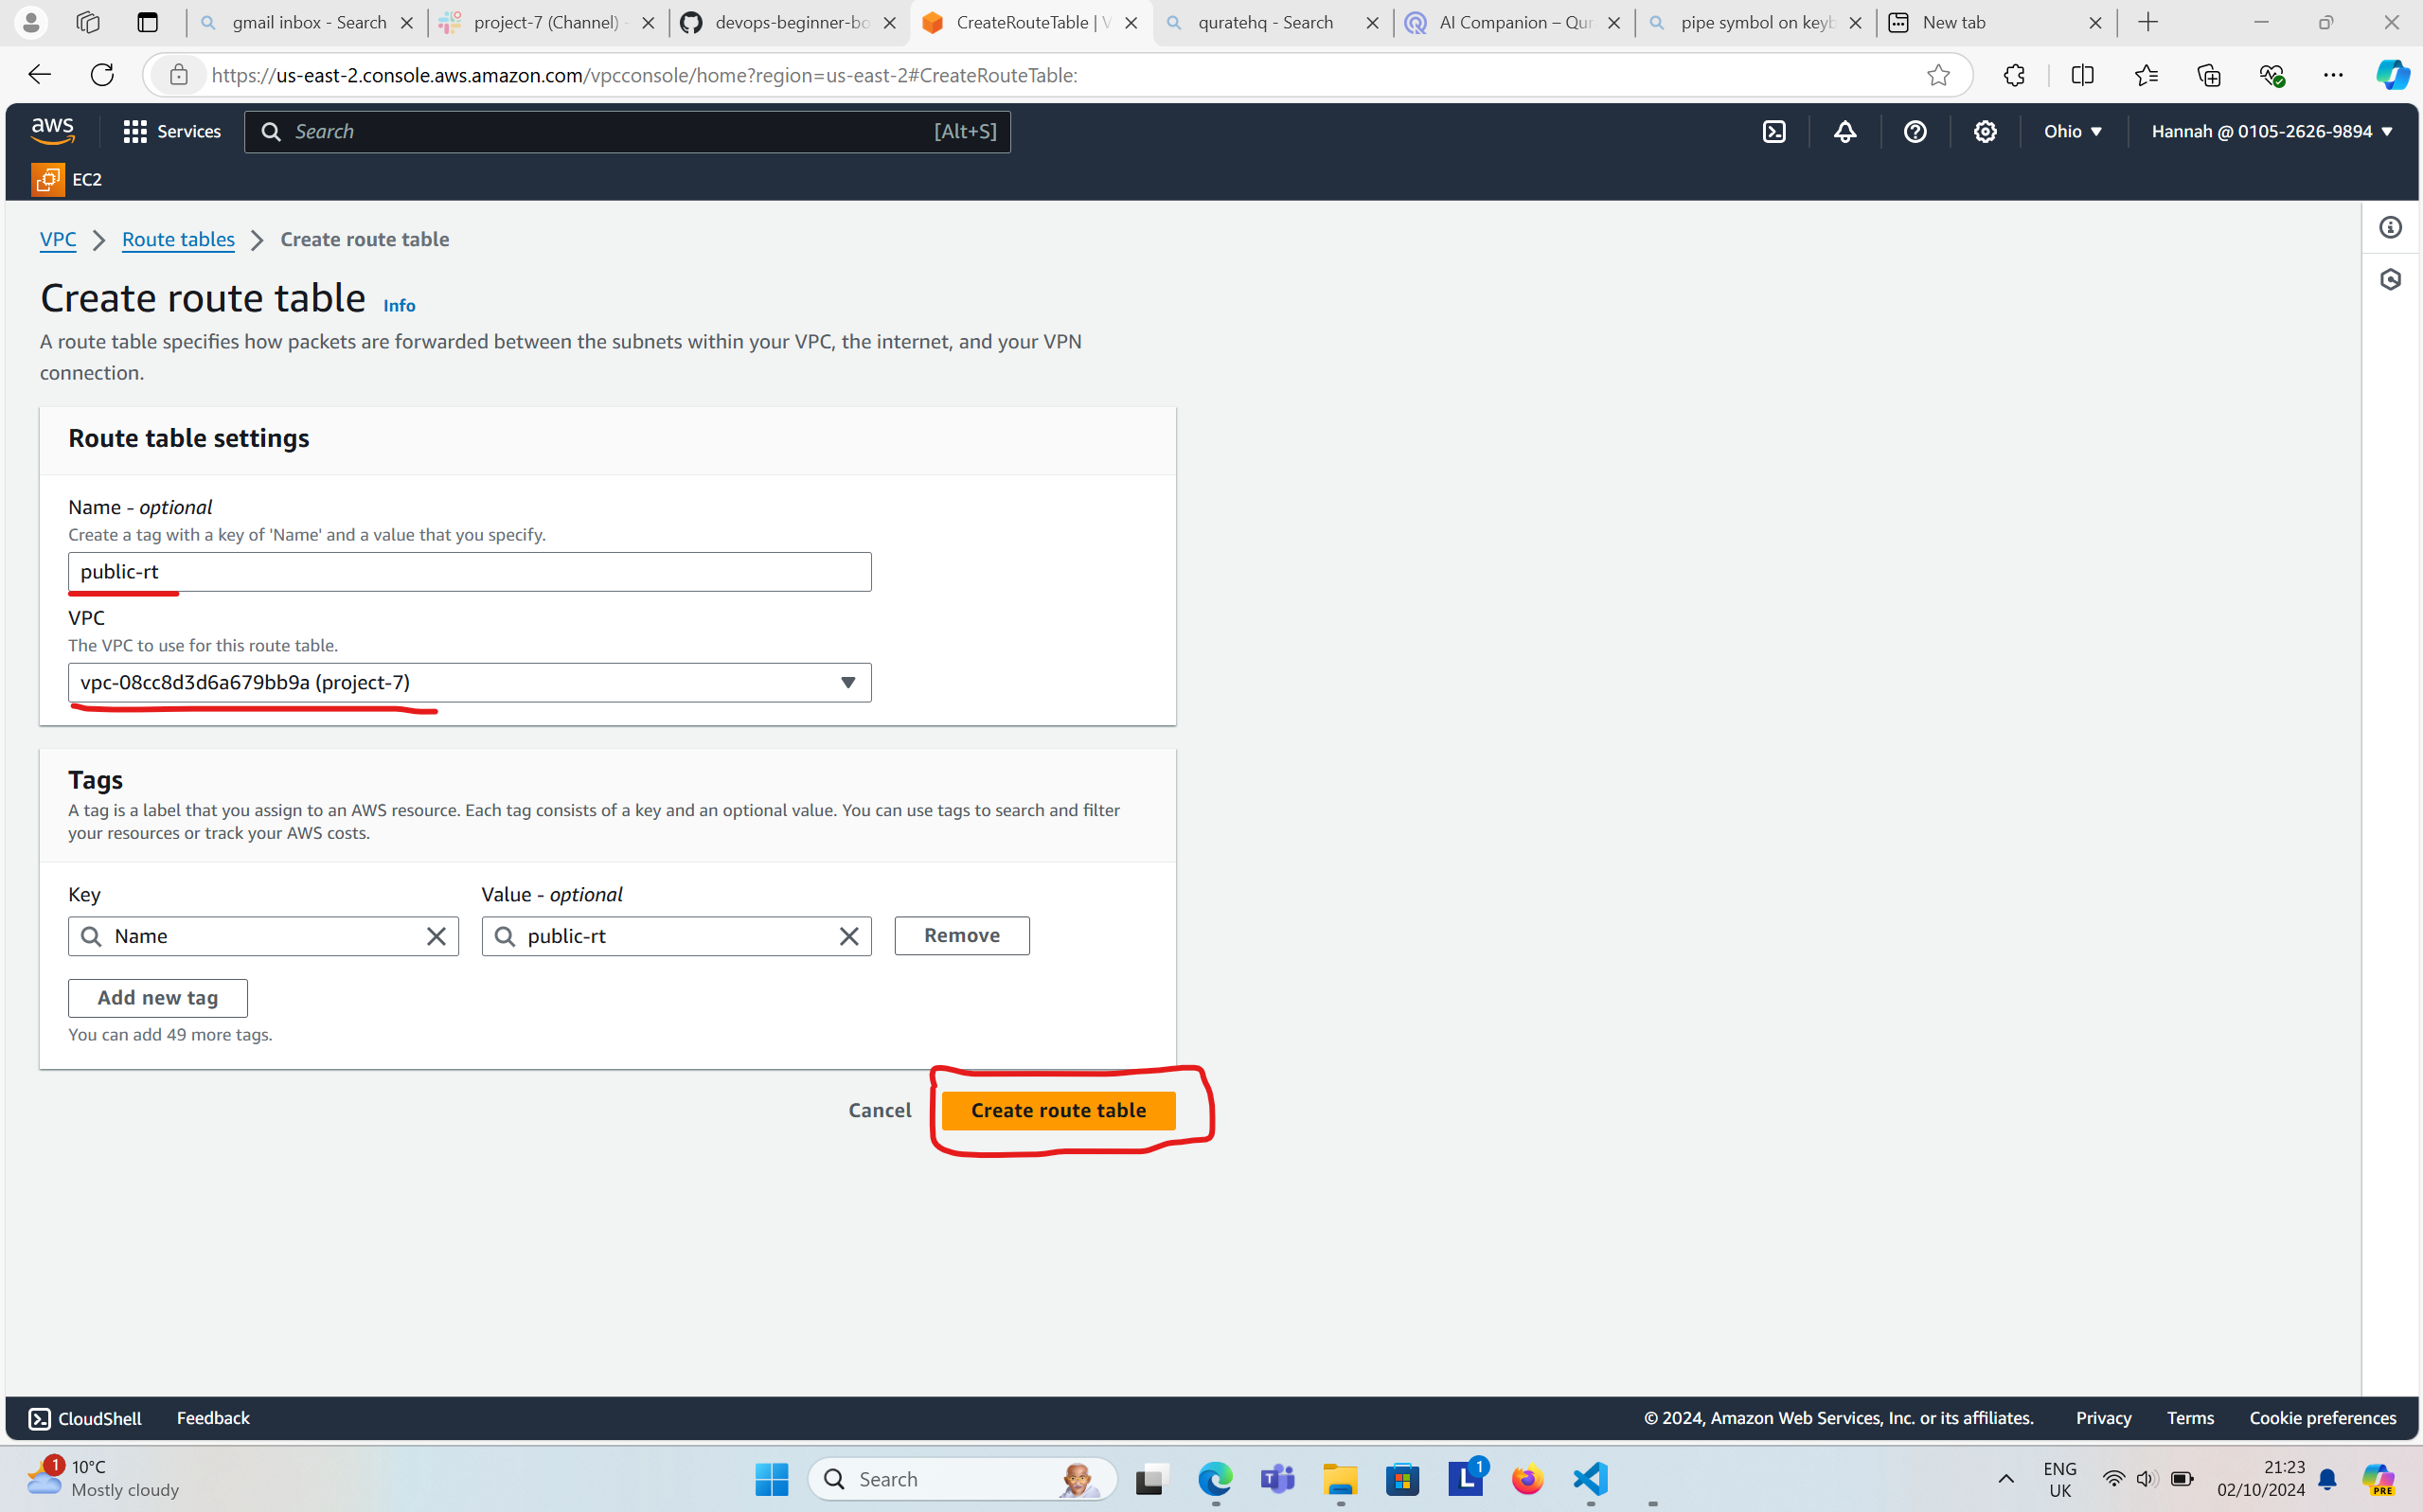 gmail inbox - Search
project-7 (Channel) -
devops-beginner-bo
CreateRouteTable | V
quratehq - Search
AI Companion – Qur
pipe symbol on keyb
New tab
https://us-east-2.console.aws.amazon.com/vpcconsole/home?region=us-east-2#CreateRouteTable:
aws
Services
Search
[Alt+S]
Ohio
Hannah @ 0105-2626-9894
EC2
VPC
Route tables
Create route table
Create route table
Info
A route table specifies how packets are forwarded between the subnets within your VPC, the internet, and your VPN
connection.
Route table settings
Name - optional
Create a tag with a key of 'Name' and a value that you specify.
public-rt
VPC
The VPC to use for this route table.
vpc-08cc8d3d6a679bb9a (project-7)
Tags
A tag is a label that you assign to an AWS resource. Each tag consists of a key and an optional value. You can use tags to search and filter
your resources or track your AWS costs.
Key
Value - optional
Name
public-rt
Remove
Add new tag
You can add 49 more tags.
Cancel
Create route table
CloudShell
Feedback
© 2024, Amazon Web Services, Inc. or its affiliates.
Privacy
Terms
Cookie preferences
1
10°C
Mostly cloudy
Search
L
1
ENG
UK
21:23
02/10/2024
PRE